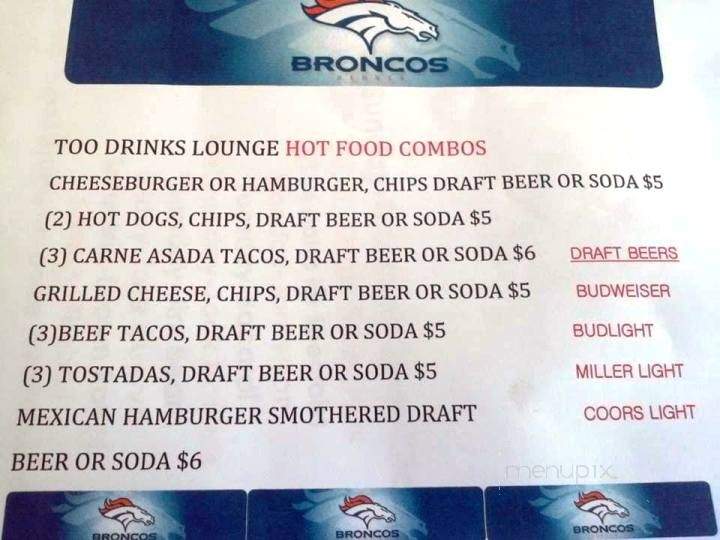 BRONCOS
TOO DRINKS LOUNGE HOT FOOD COMBOS
CHEESEBURGER OR HAMBURGER, CHIPS DRAFT BEER OR SODA $5
(2) HOT DOGS, CHIPS, DRAFT BEER OR SODA $5
(3) CARNE ASADA TACOS, DRAFT BEER OR SODA $6
DRAFT BEERS
GRILLED CHEESE, CHIPS, DRAFT BEER OR SODA $5
BUDWEISER
(3)BEEF TACOS, DRAFT BEER OR SODA $5
BUDLIGHT
(3) TOSTADAS, DRAFT BEER OR SODA $5
MILLER LIGHT
MEXICAN HAMBURGER SMOTHERED DRAFT
COORS LIGHT
BEER OR SODA $6
menupix
BRONCOS
BRONCOS
BRONCOS